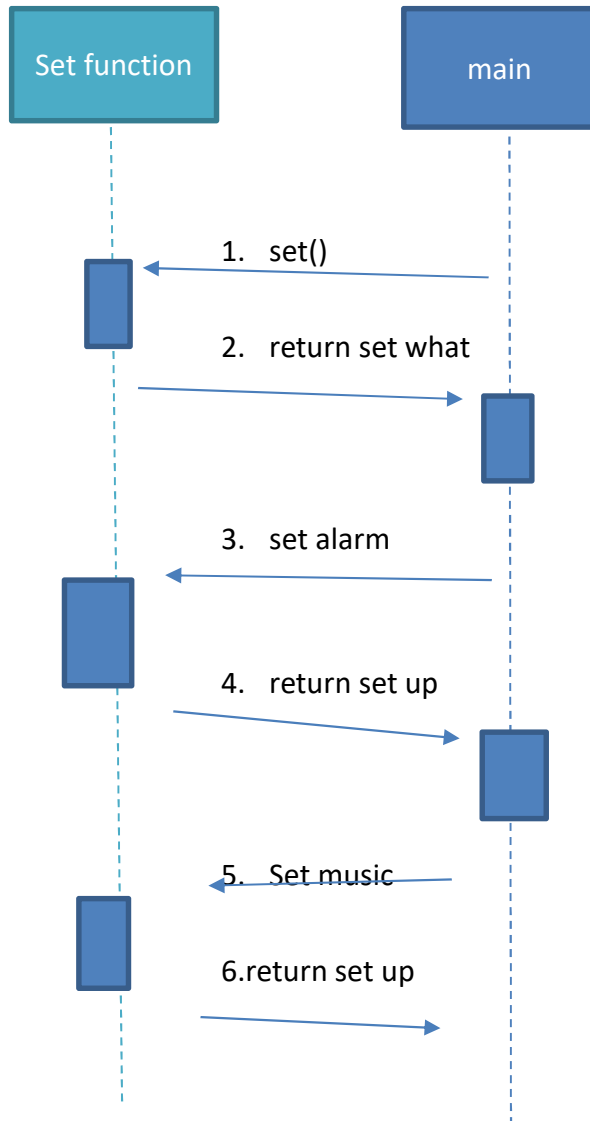 Set function
main
1. set()
2. return set what
3. set alarm
4. return set up
5. Set music
6.return set up